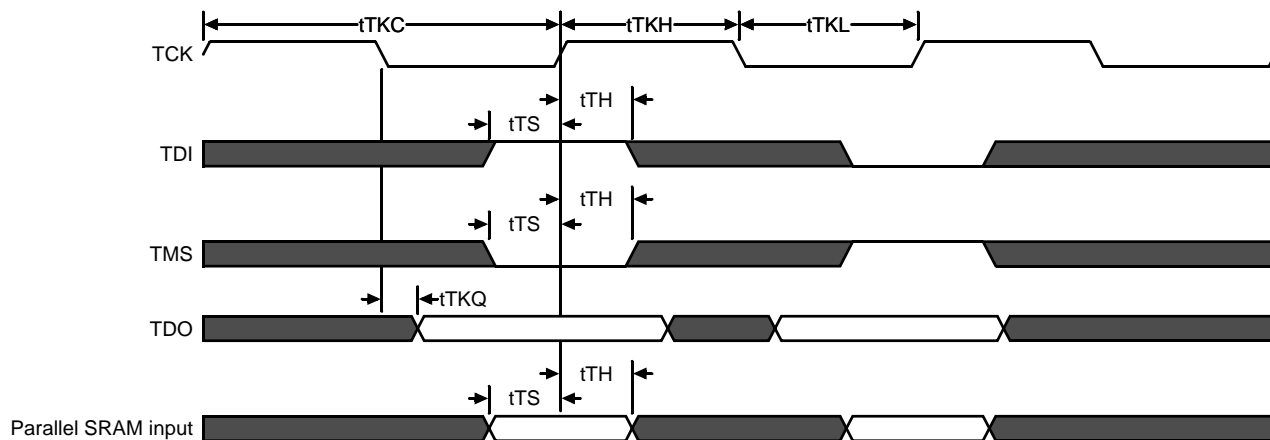 tTKC
tTKH
tTKL
TCK
tTH
tTS
TDI
tTH
tTS
TMS
tTKQ
TDO
tTH
tTS
Parallel SRAM input